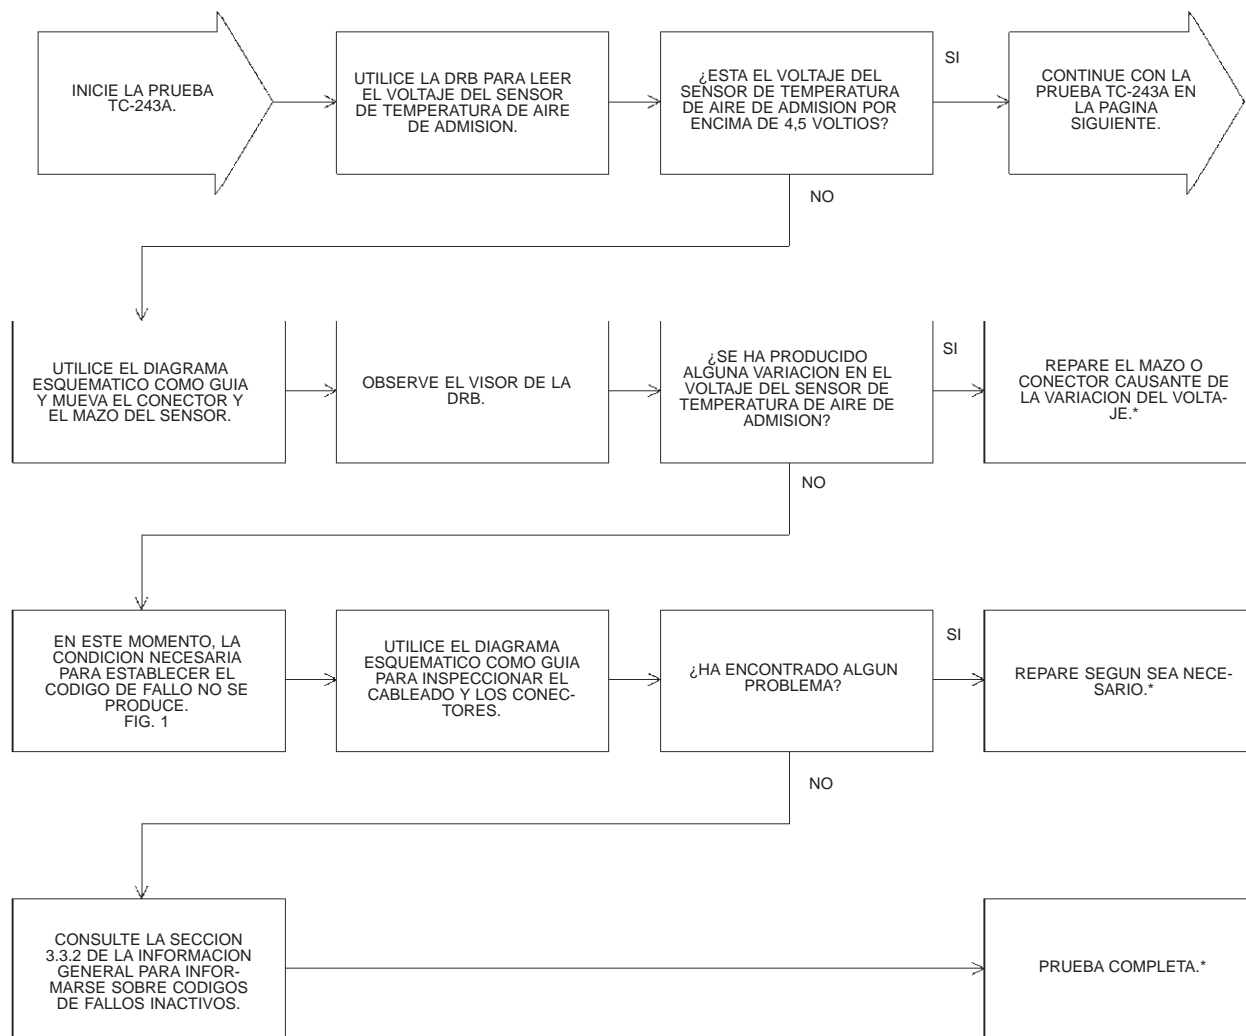 INICIE LA PRUEBA
TC-243A.
UTILICE LA DRB PARA LEER
EL VOLTAJE DEL SENSOR
DE TEMPERATURA DE AIRE
DE ADMISION.
¿ESTA EL VOLTAJE DEL
SENSOR DE TEMPERATURA
DE AIRE DE ADMISION POR
ENCIMA DE 4,5 VOLTIOS?
SI
CONTINUE CON LA
PRUEBA TC-243A EN
LA PAGINA
SIGUIENTE.
NO
UTILICE EL DIAGRAMA
ESQUEMATICO COMO GUIA
Y MUEVA EL CONECTOR Y
EL MAZO DEL SENSOR.
OBSERVE EL VISOR DE LA
DRB.
¿SE HA PRODUCIDO
ALGUNA VARIACION EN EL
VOLTAJE DEL SENSOR DE
TEMPERATURA DE AIRE DE
ADMISION?
SI
REPARE EL MAZO O
CONECTOR CAUSANTE DE
LA VARIACION DEL VOLTA-
JE.*
NO
EN ESTE MOMENTO, LA
CONDICION NECESARIA
PARA ESTABLECER EL
CODIGO DE FALLO NO SE
PRODUCE.
FIG. 1
UTILICE EL DIAGRAMA
ESQUEMATICO COMO GUIA
PARA INSPECCIONAR EL
CABLEADO Y LOS CONEC-
TORES.
¿HA ENCONTRADO ALGUN
PROBLEMA?
SI
REPARE SEGUN SEA NECE-
SARIO.*
NO
CONSULTE LA SECCION
3.3.2 DE LA INFORMACION
GENERAL PARA INFOR-
MARSE SOBRE CODIGOS
DE FALLOS INACTIVOS.
PRUEBA COMPLETA.*